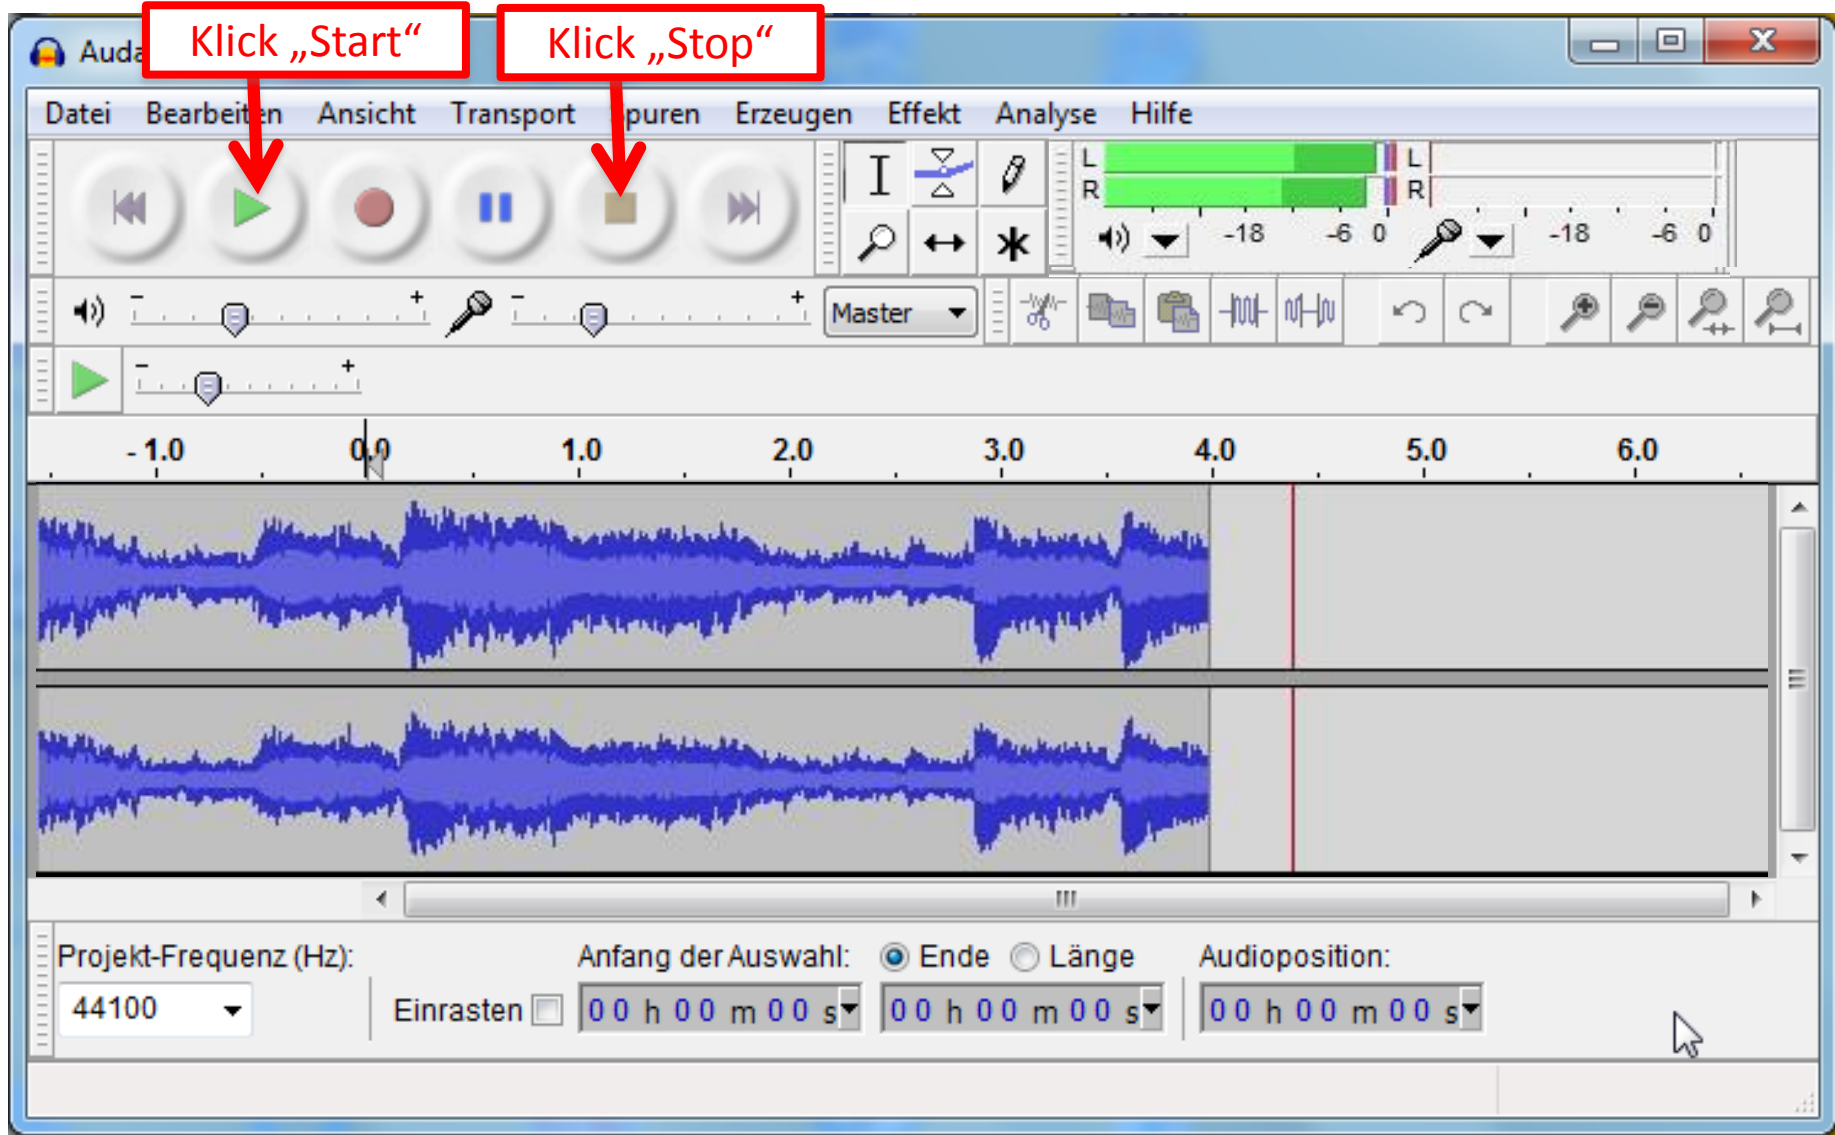 Klick „Start“
Klick „Stop“
Auda
Datei Bearbeiten Ansicht Transport Spuren Erzeugen Effekt Analyse Hilfe
L L
R R
-18 -6 0 -18 -6 0
- + - + Master
- +
- 1.0 0,0 1.0 2.0 3.0 4.0 5.0 6.0
Projekt-Frequenz (Hz): Anfang der Auswahl: Ende Länge Audioposition:
44100 Einrasten 00 h 00 m 00 s 00 h 00 m 00 s 00 h 00 m 00 s